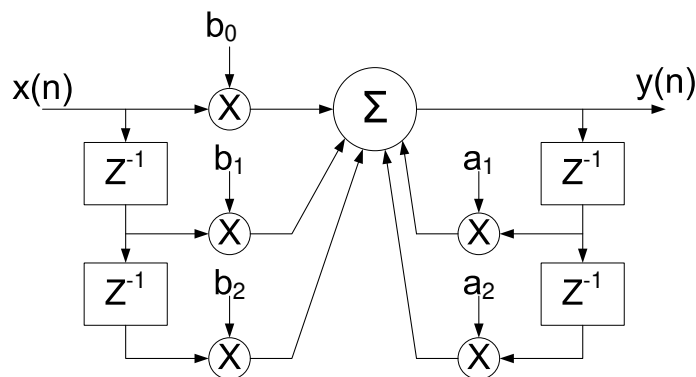 b₀
x(n) X Σ y(n)
Z⁻¹ b₁ a₁ Z⁻¹
X X
Z⁻¹ b₂ a₂ Z⁻¹
X X